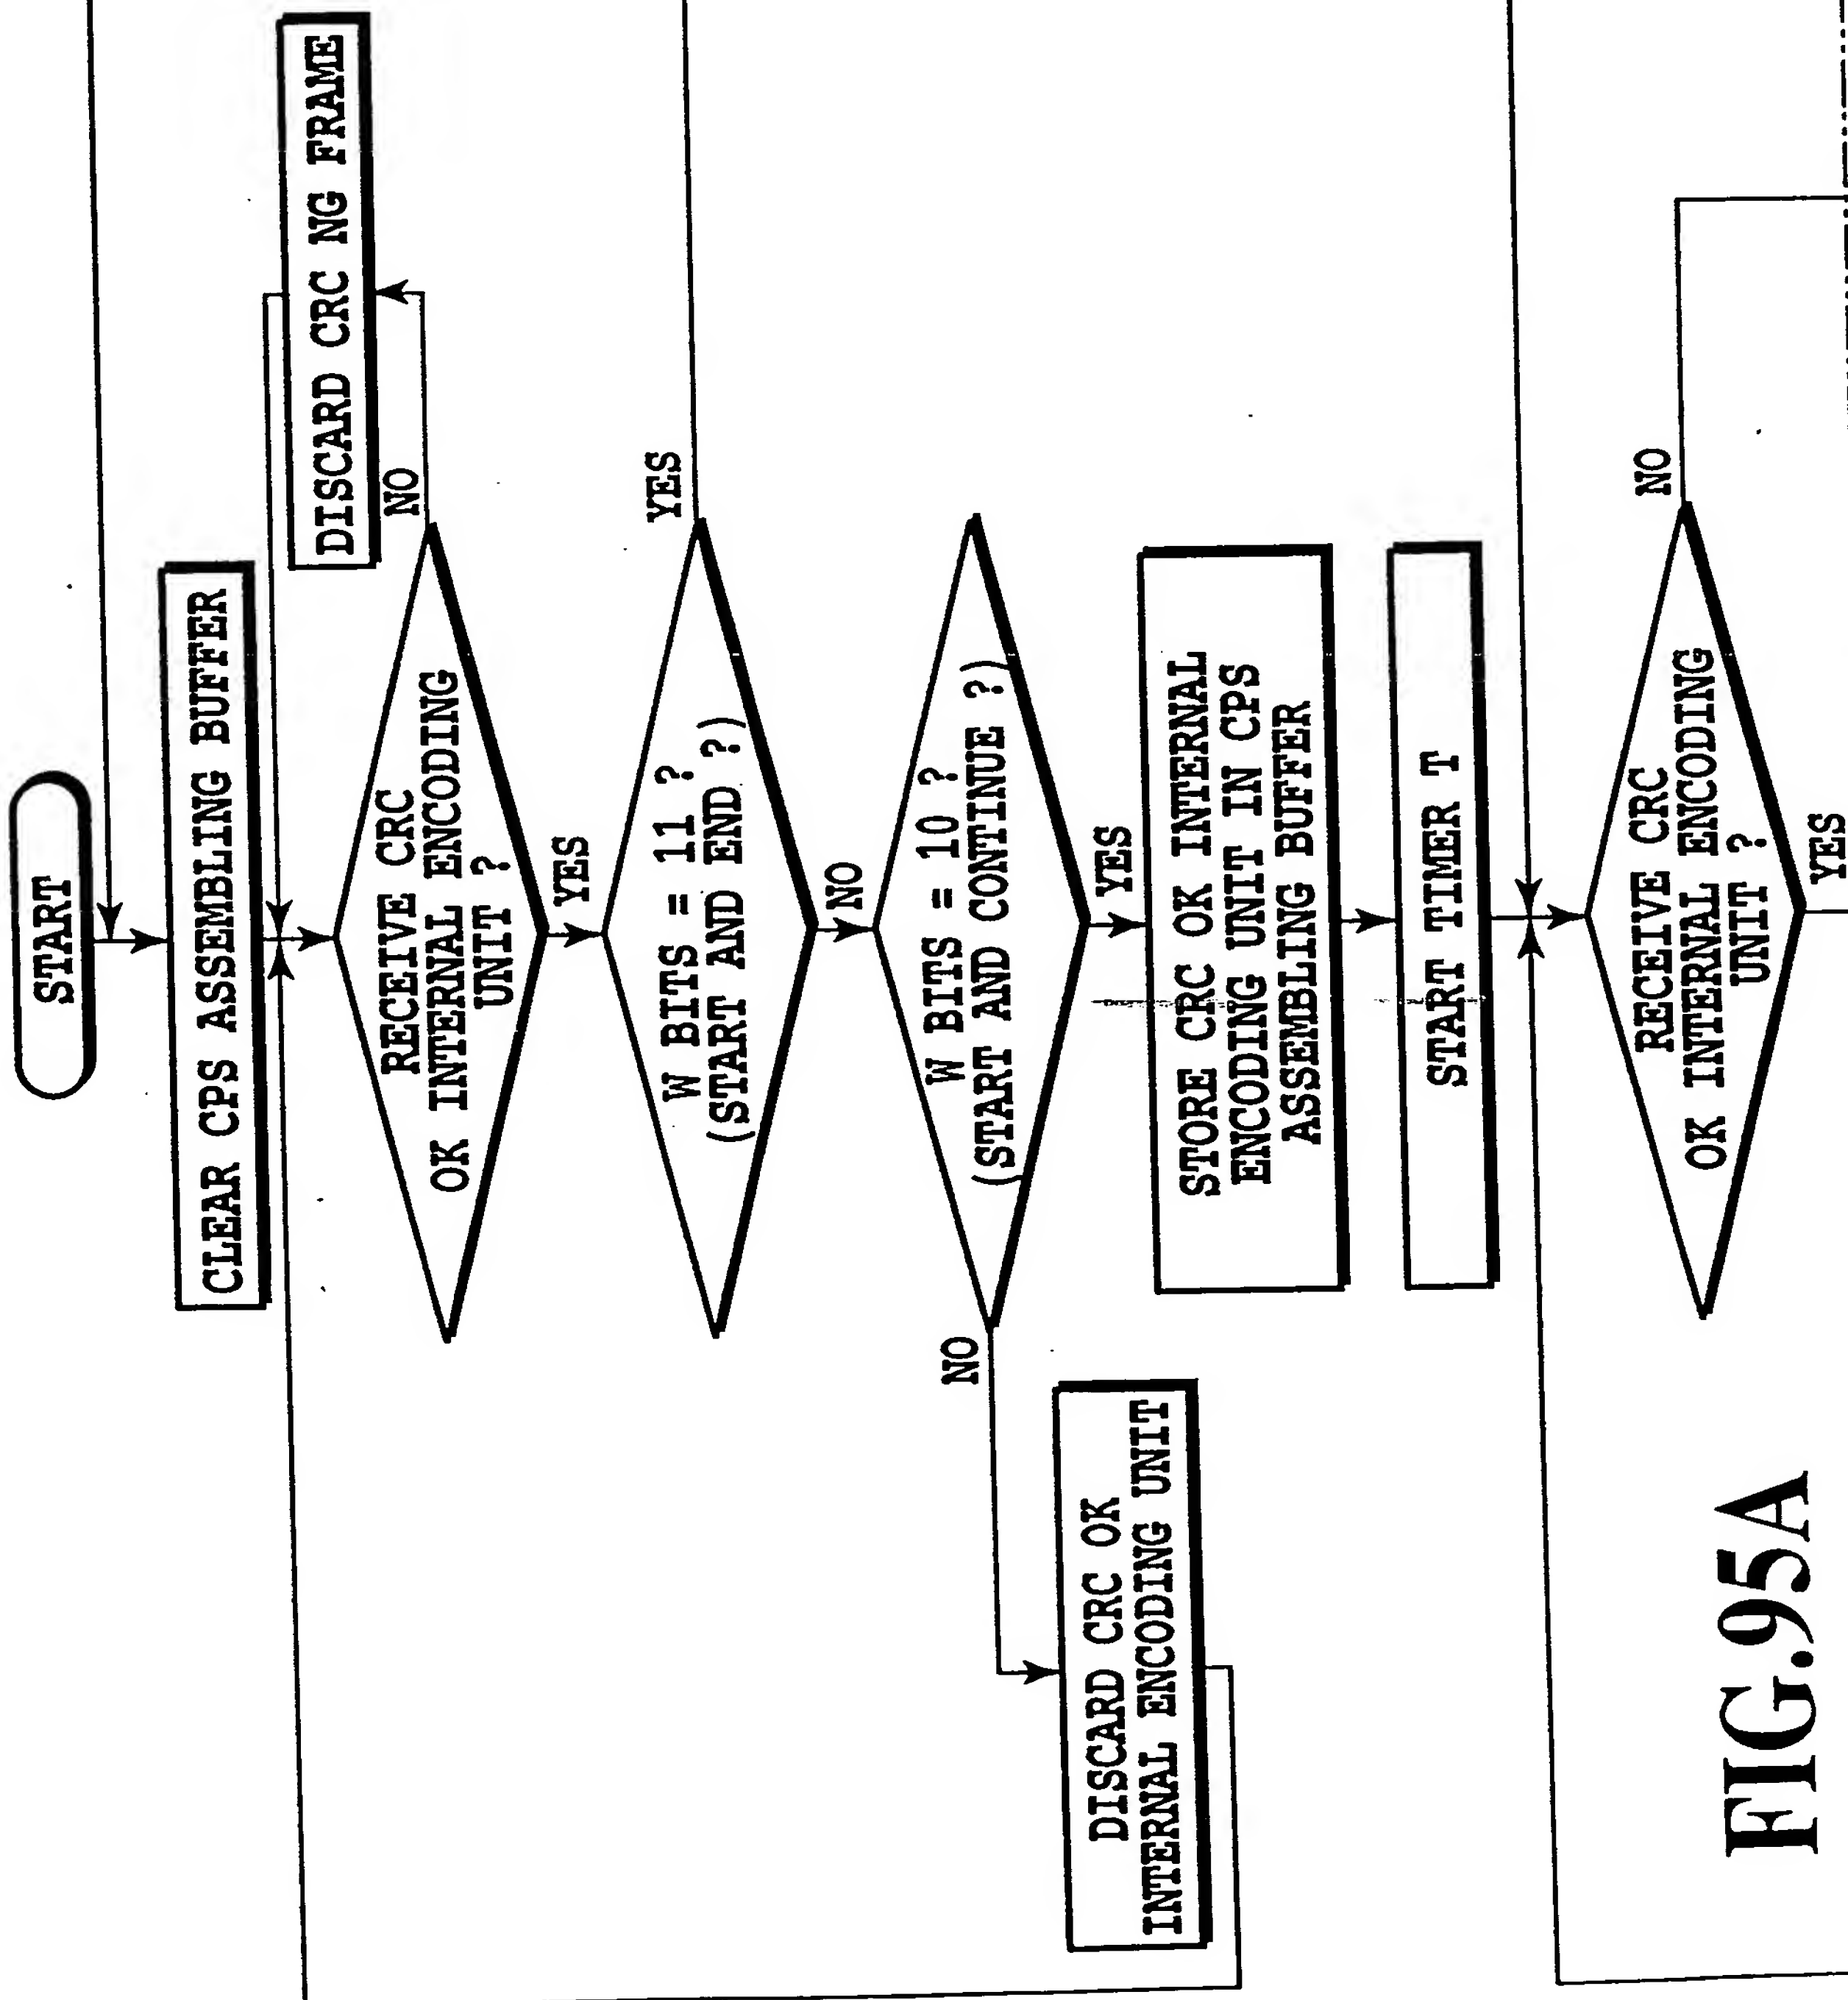 START
CLEAR CPS ASSEMBLING BUFFER
DISCARD CRC NG FRAME
NO
RECEIVE CRC
OK INTERNAL ENCODING
UNIT ?
YES
W BITS = 11 ?
(START AND END ?)
YES
NO
W BITS = 10 ?
(START AND CONTINUE ?)
NO
YES
DISCARD CRC OK
INTERNAL ENCODING UNIT
STORE CRC OK INTERNAL
ENCODING UNIT IN CPS
ASSEMBLING BUFFER
START TIMER T
RECEIVE CRC
OK INTERNAL ENCODING
UNIT ?
NO
YES
FIG.95A